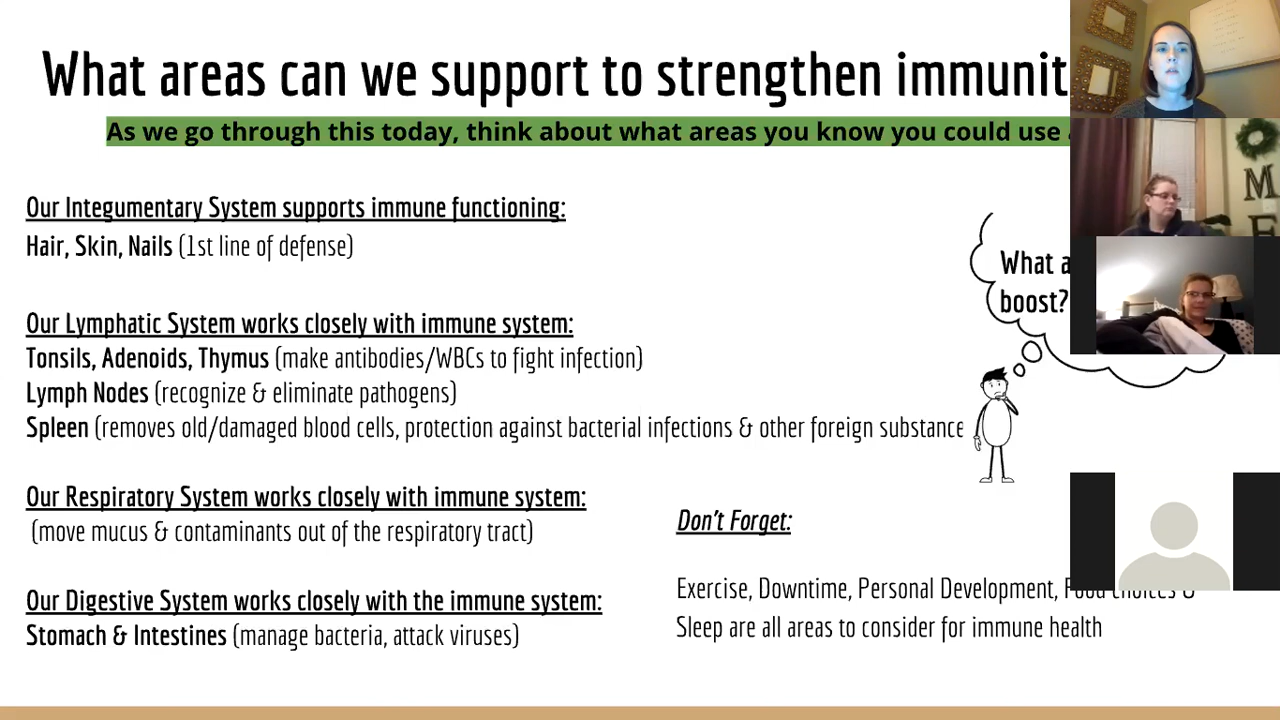 What areas can we support to strengthen immunit
As we go through this today, think about what areas you know you could use
Our Integumentary System supports immune functioning:
Hair, Skin, Nails (1st line of defense)
Our Lymphatic System works closely with immune system:
Tonsils, Adenoids, Thymus (make antibodies/WBCs to fight infection)
Lymph Nodes (recognize & eliminate pathogens)
Spleen (removes old/damaged blood cells, protection against bacterial infections & other foreign substance
Our Respiratory System works closely with immune system:
(move mucus & contaminants out of the respiratory tract)
Our Digestive System works closely with the immune system:
Stomach & Intestines (manage bacteria, attack viruses)
What a
boost?
Don't Forget:
Exercise, Downtime, Personal Development, Food choices &
Sleep are all areas to consider for immune health
M
E